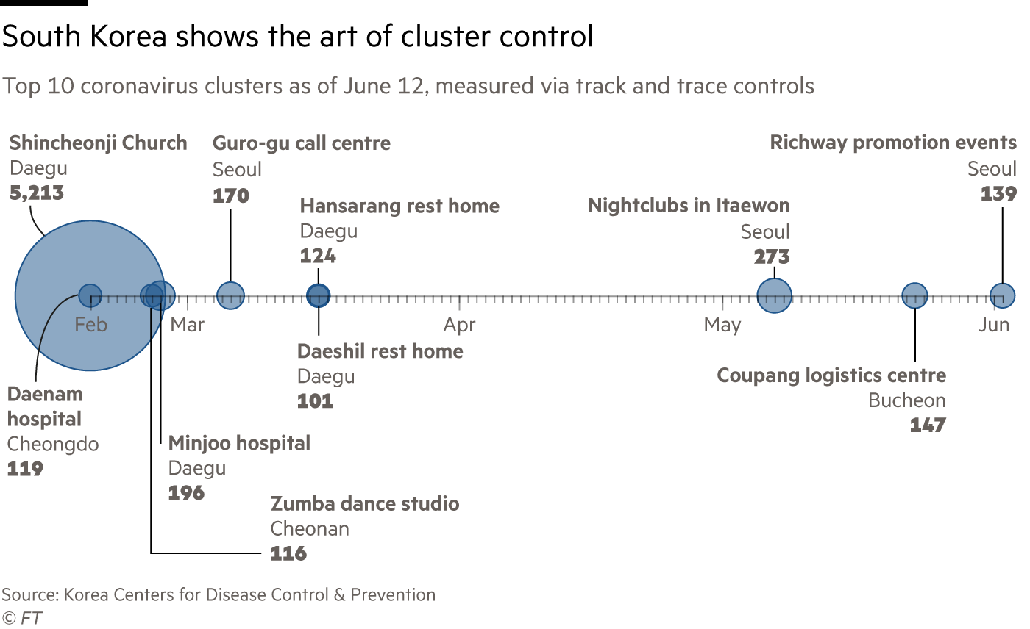 South Korea shows the art of cluster control
Top 10 coronavirus clusters as of June 12, measured via track and trace controls
Shincheonji Church
Daegu
5,213
Guro-gu call centre
Seoul
170
Hansarang rest home
Daegu
124
Nightclubs in Itaewon
Seoul
273
Richway promotion events
Seoul
139
Feb
Mar
Apr
May
Jun
Daenam
hospital
Cheongdo
119
Minjoo hospital
Daegu
196
Zumba dance studio
Cheonan
116
Daeshil rest home
Daegu
101
Coupang logistics centre
Bucheon
147
Source: Korea Centers for Disease Control & Prevention
© FT